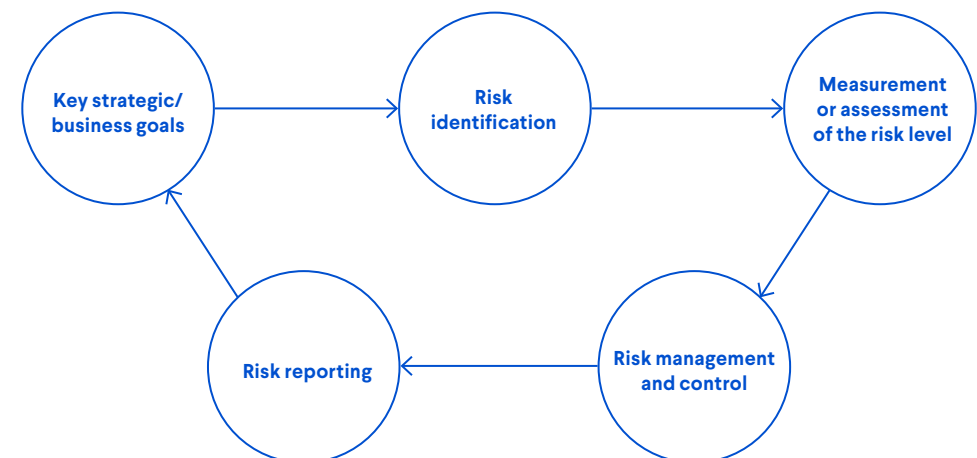 Key strategic/
business goals
Risk
identification
Measurement
or assessment
of the risk level
Risk management
and control
Risk reporting